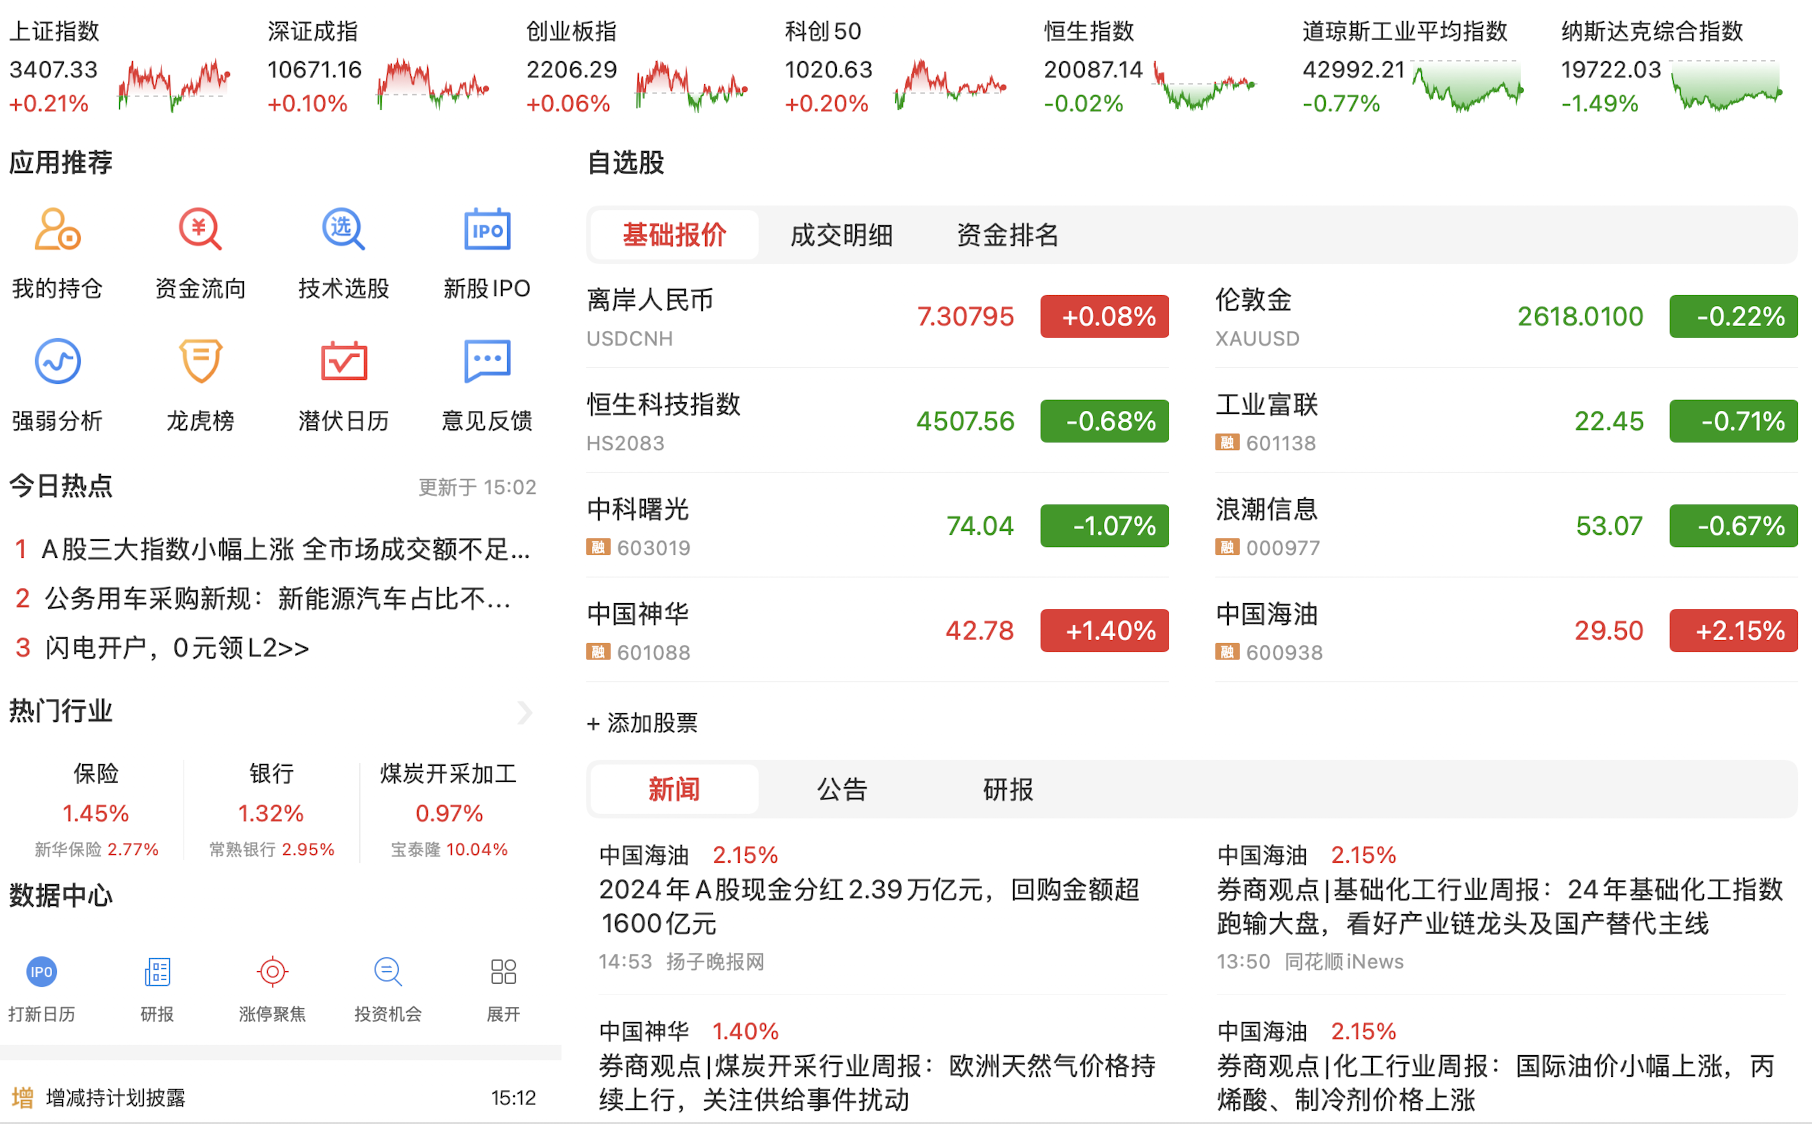 上证指数
3407.33
+0.21%
深证成指
10671.16
+0.10%
创业板指
2206.29
+0.06%
科创50
1020.63
+0.20%
恒生指数
20087.14
-0.02%
道琼斯工业平均指数
42992.21
-0.77%
纳斯达克综合指数
19722.03
-1.49%
应用推荐
我的持仓
资金流向
选
技术选股
IPO
新股IPO
强弱分析
龙虎榜
潜伏日历
意见反馈
今日热点
更新于 15:02
1 A股三大指数小幅上涨 全市场成交额不足...
2 公务用车采购新规：新能源汽车占比不...
3 闪电开户，0元领L2>>
热门行业
保险
1.45%
新华保险 2.77%
银行
1.32%
常熟银行 2.95%
煤炭开采加工
0.97%
宝泰隆 10.04%
数据中心
IPO
打新日历
研报
涨停聚焦
投资机会
展开
增 增减持计划披露 15:12
自选股
基础报价 成交明细 资金排名
离岸人民币
USDCNH
7.30795 +0.08%
伦敦金
XAUUSD
2618.0100 -0.22%
恒生科技指数
HS2083
4507.56 -0.68%
工业富联
融 601138
22.45 -0.71%
中科曙光
融 603019
74.04 -1.07%
浪潮信息
融 000977
53.07 -0.67%
中国神华
融 601088
42.78 +1.40%
中国海油
融 600938
29.50 +2.15%
+ 添加股票
新闻 公告 研报
中国海油 2.15%
2024年A股现金分红2.39万亿元，回购金额超
1600亿元
14:53 扬子晚报网
中国海油 2.15%
券商观点|基础化工行业周报：24年基础化工指数
跑输大盘，看好产业链龙头及国产替代主线
13:50 同花顺iNews
中国神华 1.40%
券商观点|煤炭开采行业周报：欧洲天然气价格持
续上行，关注供给事件扰动
中国海油 2.15%
券商观点|化工行业周报：国际油价小幅上涨，丙
烯酸、制冷剂价格上涨